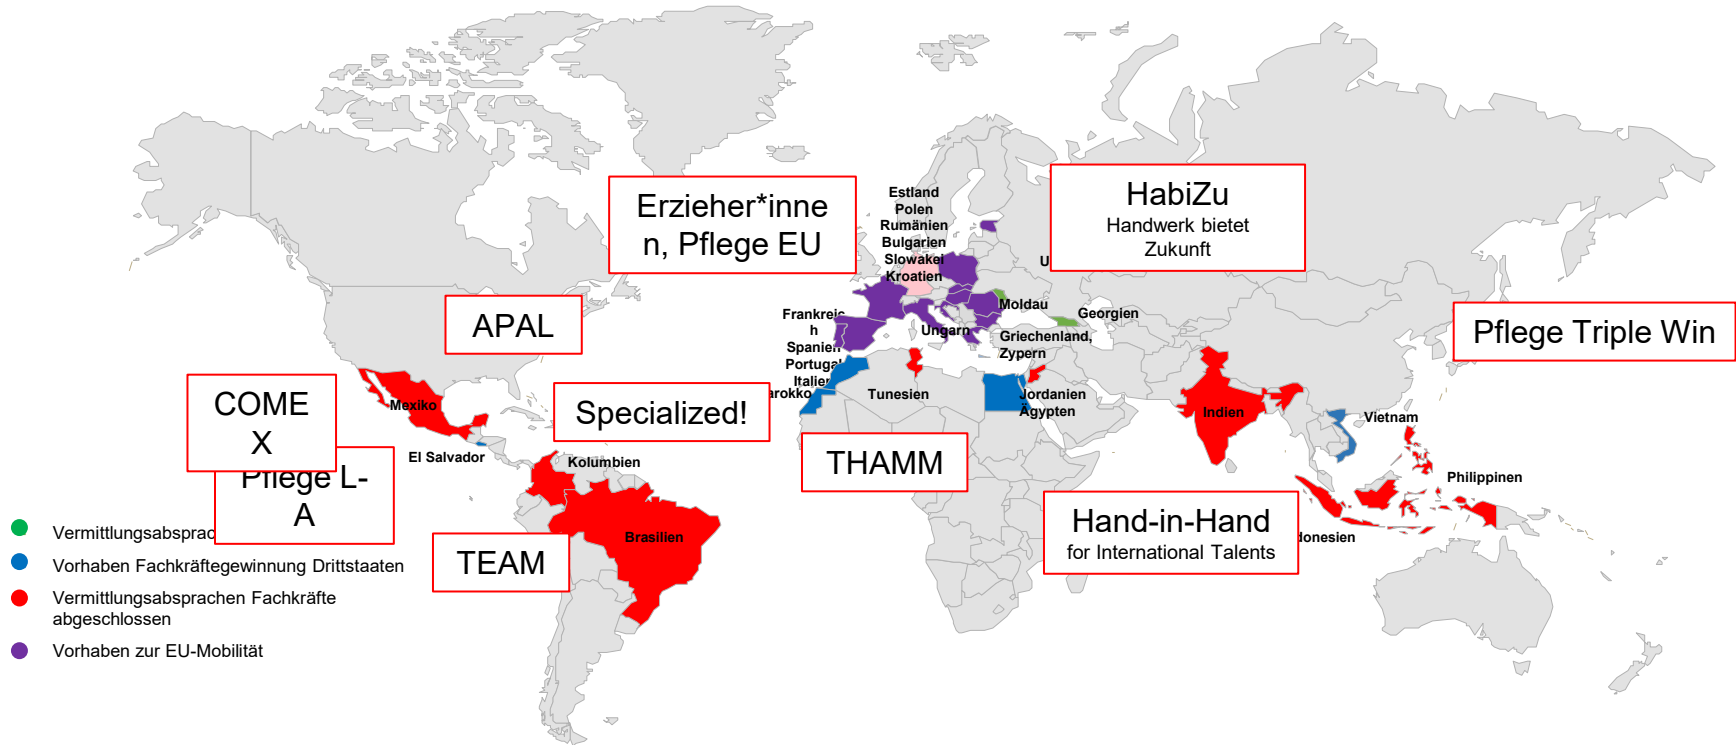 Estland
Polen
Rumänien
Bulgarien
Slowakei
Kroatien
Erzieher*inne
n, Pflege EU
HabiZu
Handwerk bietet
Zukunft
U
Moldau
Georgien
Frankreic
h
Spanien
Portugal
Italien
arokko
Ungarn
Griechenland,
Zypern
APAL
Pflege Triple Win
COME
X
Mexiko
Specialized!
Tunesien
Jordanien
Ägypten
Indien
Vietnam
El Salvador
Kolumbien
THAMM
Philippinen
Pflege L-
A
Brasilien
TEAM
Hand-in-Hand
for International Talents
donesien
Vermittlungsabsprac
Vorhaben Fachkräftegewinnung Drittstaaten
Vermittlungsabsprachen Fachkräfte
abgeschlossen
Vorhaben zur EU-Mobilität